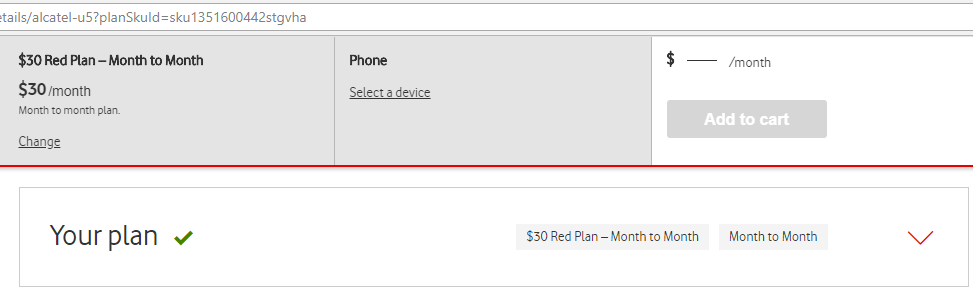 etails/alcatel-u5?planSkuId=sku1351600442stgvha
$30 Red Plan – Month to Month
$30 /month
Month to month plan.
Change
Phone
Select a device
$ /month
Add to cart
Your plan
$30 Red Plan – Month to Month
Month to Month